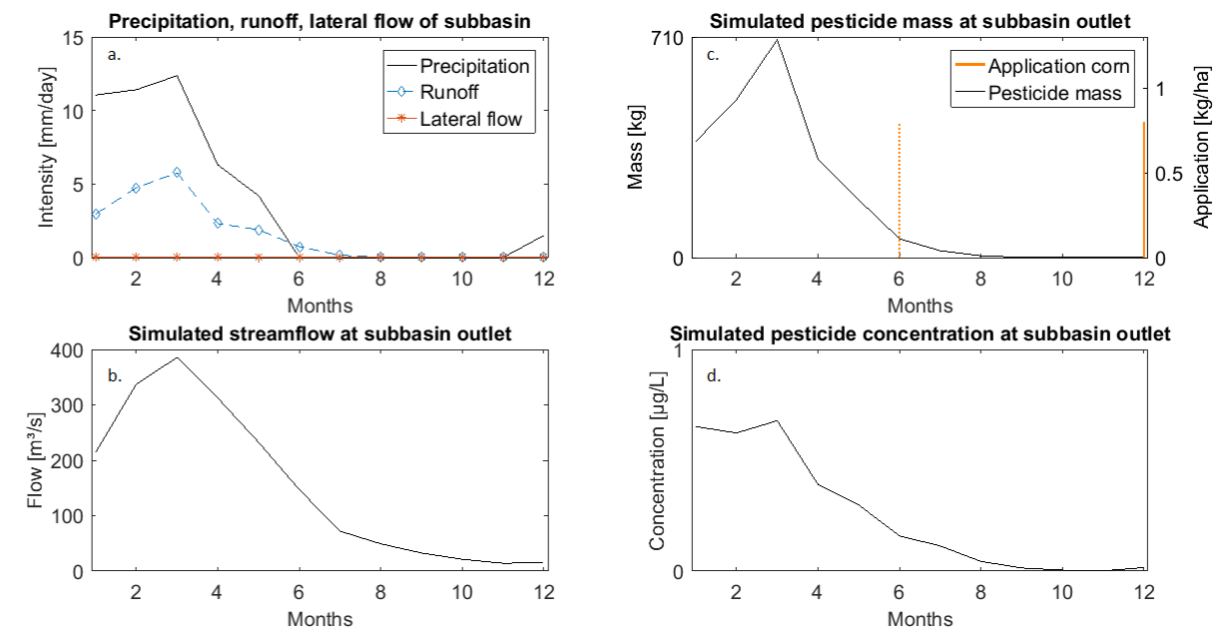 Precipitation, runoff, lateral flow of subbasin
a.
Precipitation
Runoff
Lateral flow
Intensity [mm/day]
15
10
5
0
2 4 6 8 10 12
Months
Simulated pesticide mass at subbasin outlet
c.
Application corn
Pesticide mass
Mass [kg]
710
0
Application [kg/ha]
1
0.5
0
2 4 6 8 10 12
Months
Simulated streamflow at subbasin outlet
b.
Flow [m³/s]
400
300
200
100
0
2 4 6 8 10 12
Months
Simulated pesticide concentration at subbasin outlet
d.
Concentration [µg/L]
1
0
2 4 6 8 10 12
Months